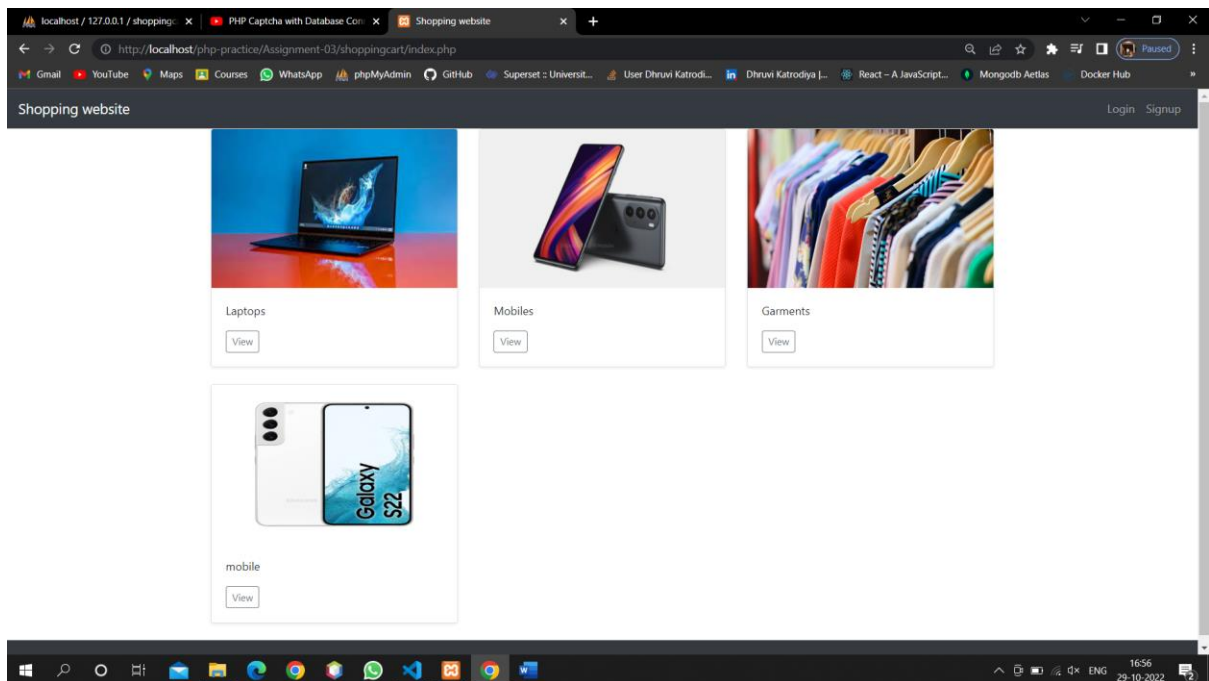 localhost / 127.0.0.1 / shoppingc
PHP Captcha with Database Con
Shopping website
http://localhost/php-practice/Assignment-03/shoppingcart/index.php
Paused
Gmail YouTube Maps Courses WhatsApp phpMyAdmin GitHub Superset :: Universit... User Dhruvi Katrodi... Dhruvi Katrodiya |... React – A JavaScript... Mongodb Aetlas Docker Hub »
Shopping website Login Signup
Laptops Mobiles Garments
View View View
Galaxy
S22
mobile
View
ENG 16:56
29-10-2022